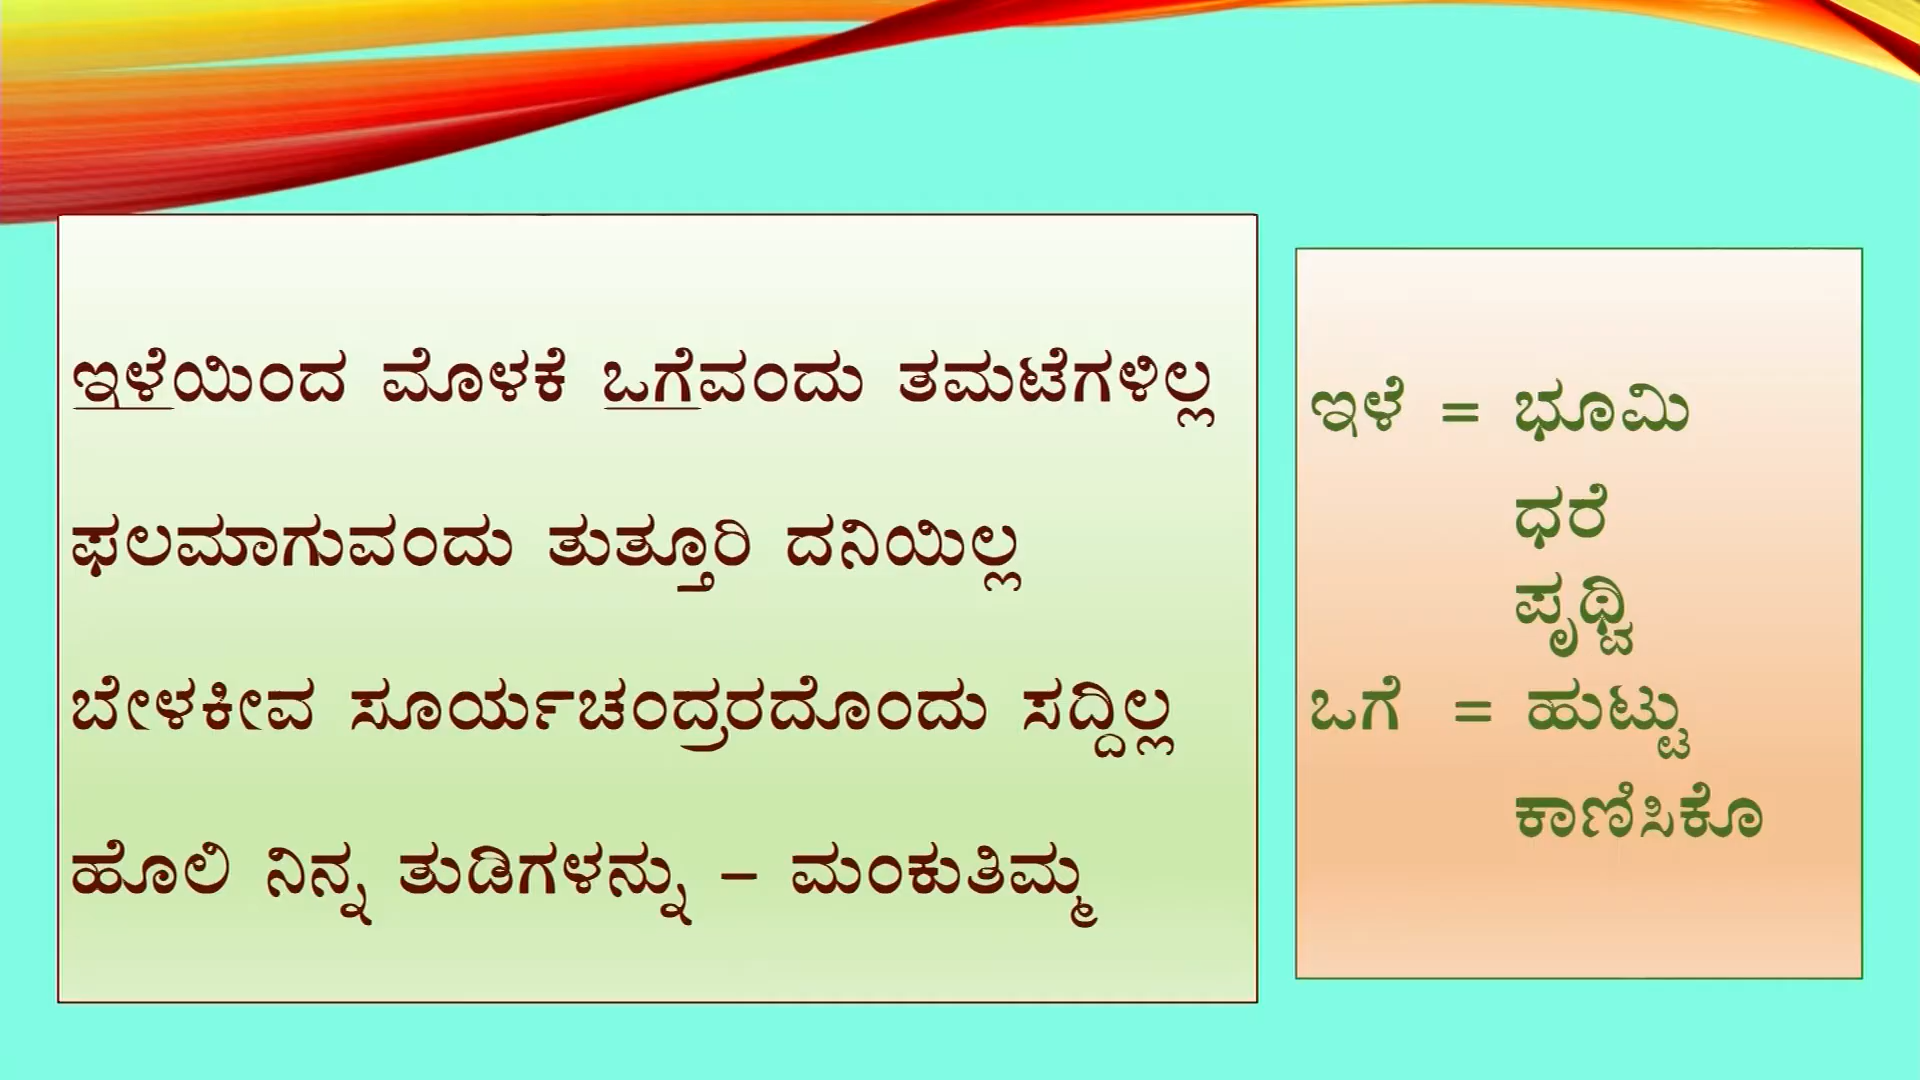 ಇಳೆಯಿಂದ ಮೊಳಕೆ ಒಗೆವಂದು ತಮಟೆಗಳಿಲ್ಲ
ಫಲಮಾಗುವಂದು ತುತ್ತೂರಿ ದನಿಯಿಲ್ಲ
ಬೇಳಕೀವ ಸೂರ್ಯಚಂದ್ರರದೊಂದು ಸದ್ದಿಲ್ಲ
ಹೊಲಿ ನಿನ್ನ ತುಡಿಗಳನ್ನು – ಮಂಕುತಿಮ್ಮ
ಇಳೆ = ಭೂಮಿ
ಧರೆ
ಪೃಥ್ವಿ
ಒಗೆ = ಹುಟ್ಟು
ಕಾಣಿಸಿಕೊ